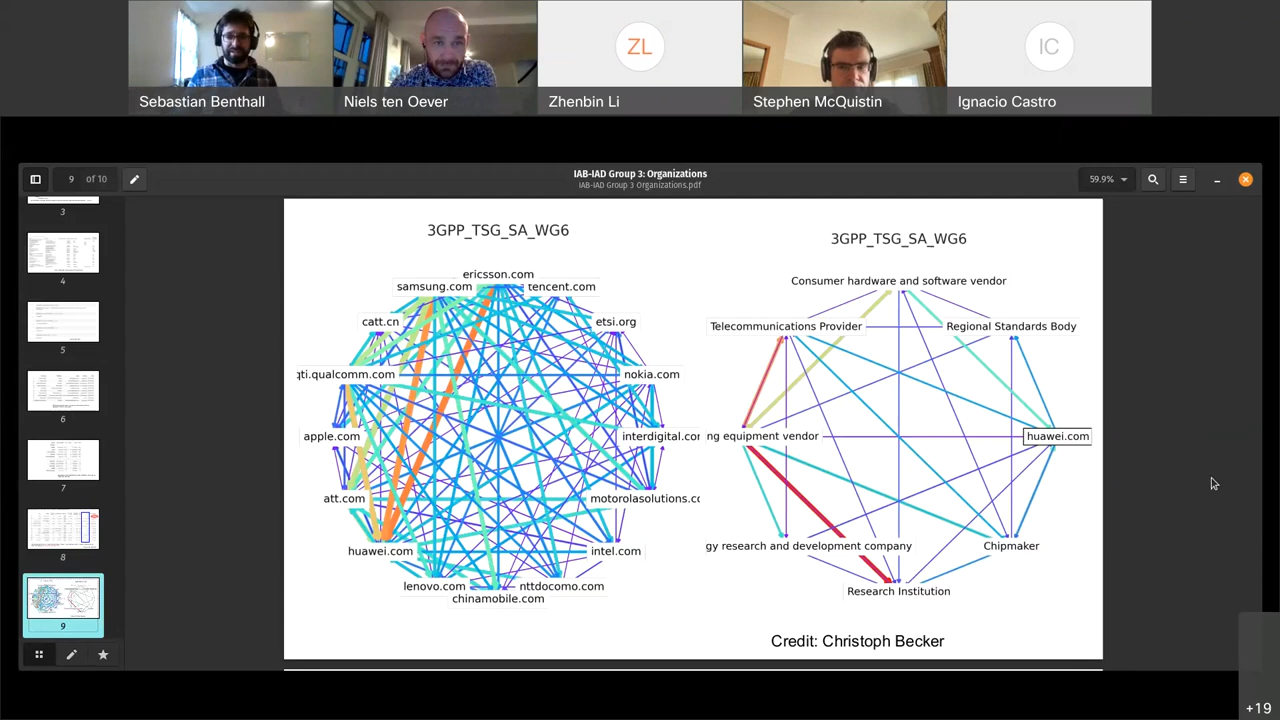 ZL
IC
Sebastian Benthall
Niels ten Oever
Zhenbin Li
Stephen McQuistin
Ignacio Castro
9 of 10
IAB-IAD Group 3: Organizations
IAB-IAD Group 3 Organizations.pdf
59.9%
3
4
5
6
7
8
9
3GPP_TSG_SA_WG6
ericsson.com
samsung.com
tencent.com
catt.cn
etsi.org
qti.qualcomm.com
nokia.com
apple.com
interdigital.cor
att.com
motorolasolutions.cc
huawei.com
intel.com
lenovo.com
nttdocomo.com
chinamobile.com
3GPP_TSG_SA_WG6
Consumer hardware and software vendor
Telecommunications Provider
Regional Standards Body
ng equipment vendor
huawei.com
gy research and development company
Chipmaker
Research Institution
Credit: Christoph Becker
+19